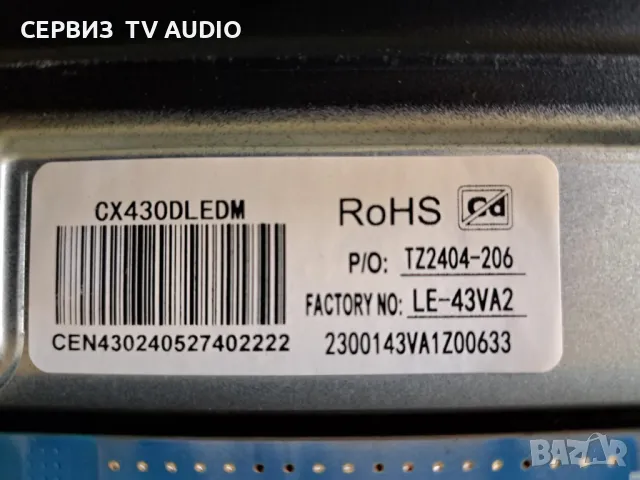 СЕРВИЗ TV AUDIO
CX430DLEDM
CEN430240527402222
RoHS Cd
P/O: TZ2404-206
FACTORY NO: LE-43VA2
2300143VA1Z00633
BAZAR